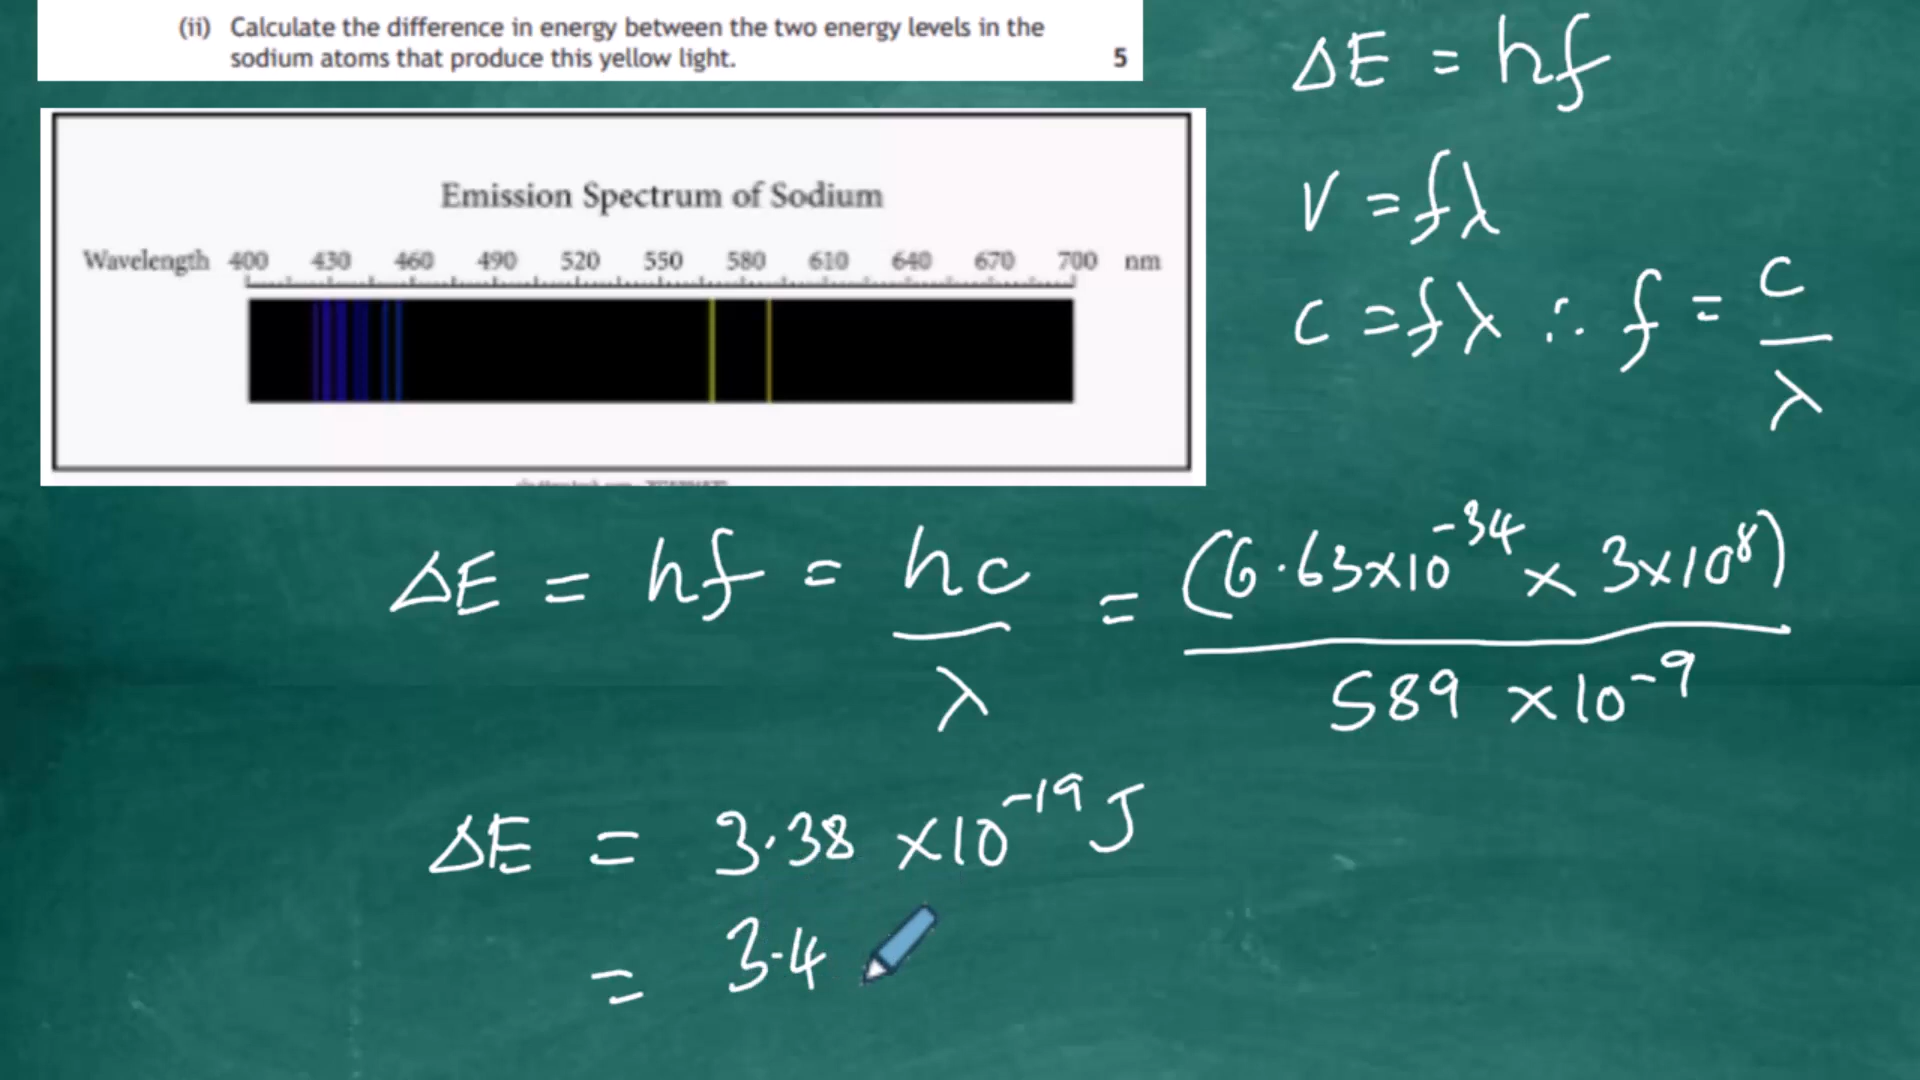 (ii) Calculate the difference in energy between the two energy levels in the
sodium atoms that produce this yellow light. 5
ΔE = hf
v = fλ
c = fλ ∴ f = c/λ
Emission Spectrum of Sodium
Wavelength 400 430 460 490 520 550 580 610 640 670 700 nm
ΔE = hf = hc/λ = (6.63×10⁻³⁴ × 3×10⁸)/589 ×10⁻⁹
ΔE = 3.38 ×10⁻¹⁹ J
= 3.4